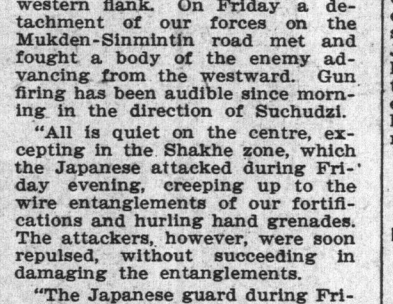 western flank. On Friday a de-
tachment of our forces on the
Mukden-Sinmintin road met and
fought a body of the enemy ad-
vancing from the westward. Gun
firing has been audible since morn-
ing in the direction of Suchudzi.
"All is quiet on the centre, ex-
cepting in the Shakhe zone, which
the Japanese attacked during Fri-
day evening, creeping up to the
wire entanglements of our fortifi-
cations and hurling hand grenades.
The attackers, however, were soon
repulsed, without succeeding in
damaging the entanglements.
"The Japanese guard during Fri-